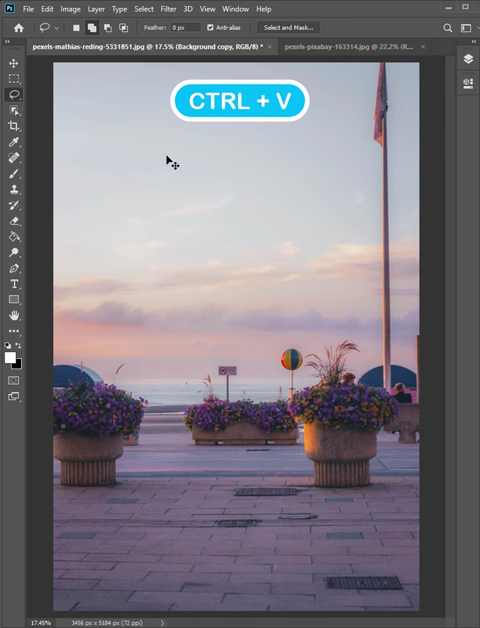 Ps File Edit Image Layer Type Select Filter 3D View Window Help
Feather: 0 px Anti-alias Select and Mask...
pexels-mathias-reding-5331851.jpg @ 17.5% (Background copy, RGB/8) * × pexels-pixabay-163314.jpg @ 22.2% (R... ×
CTRL + V
17.45% 3456 px x 5184 px (72 ppi)